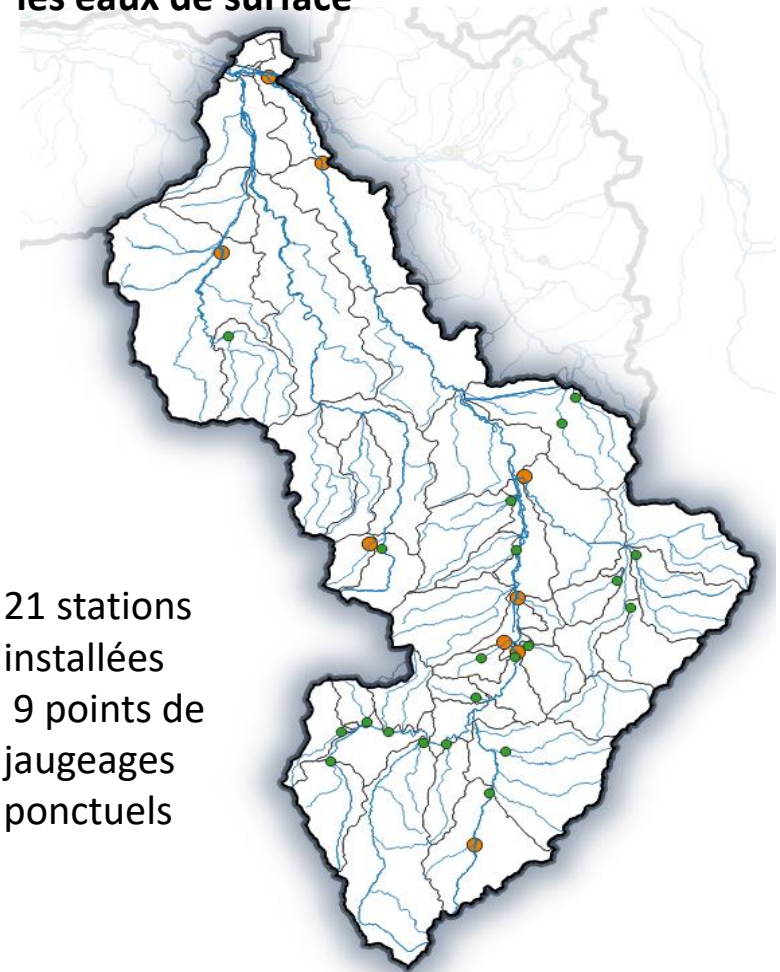 les eaux de surface
21 stations
installées
9 points de
jaugeages
ponctuels